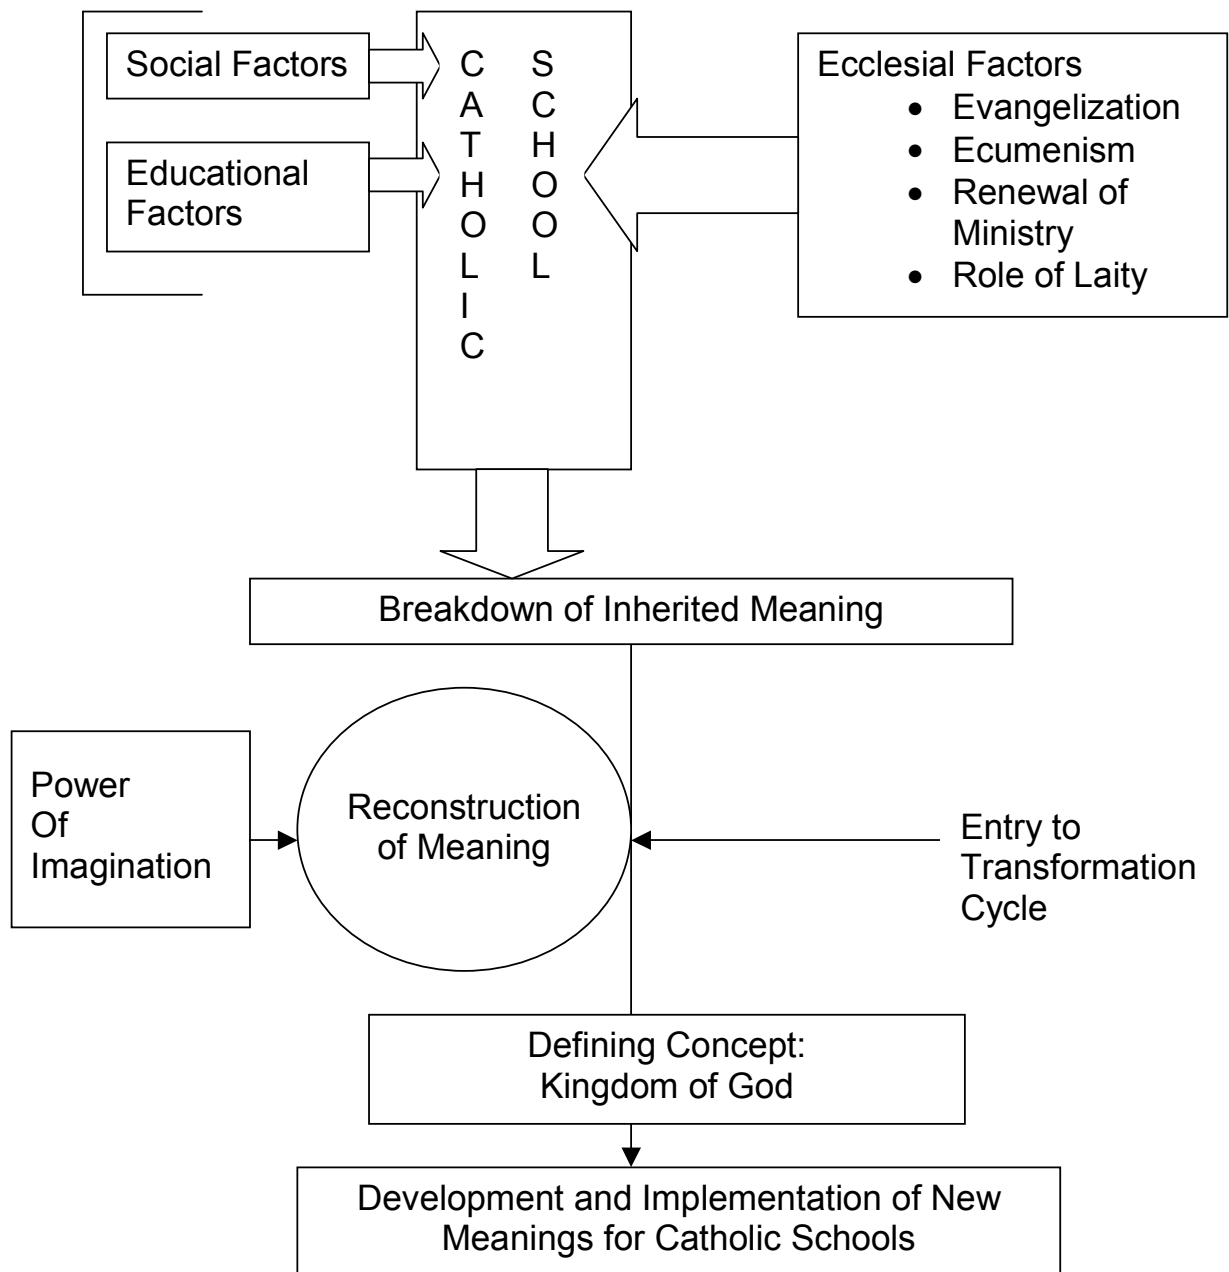 Social Factors
Educational
Factors
CATHOLIC
SCHOOL
Ecclesial Factors
• Evangelization
• Ecumenism
• Renewal of
Ministry
• Role of Laity
Breakdown of Inherited Meaning
Power
Of
Imagination
Reconstruction
of Meaning
Entry to
Transformation
Cycle
Defining Concept:
Kingdom of God
Development and Implementation of New
Meanings for Catholic Schools